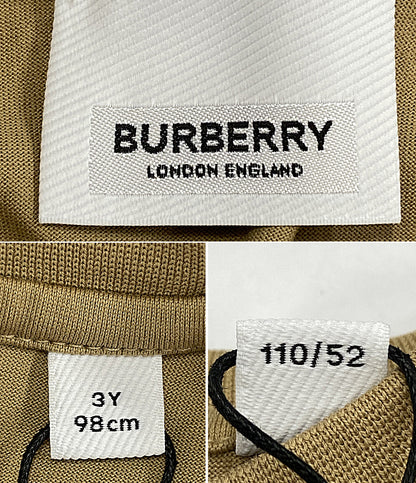 BURBERRY
LONDON ENGLAND
3Y
98cm
110/52